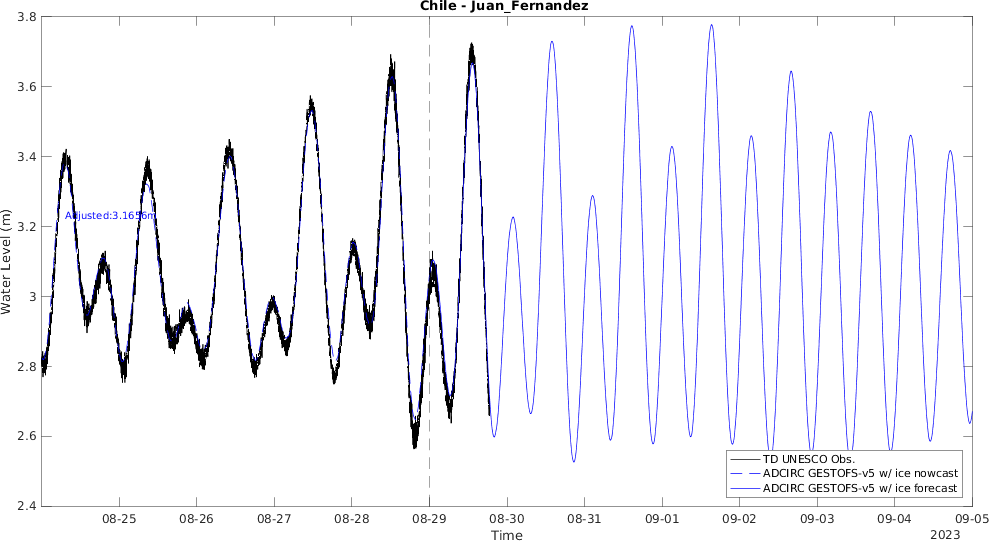 Chile - Juan_Fernandez
3.8
3.6
3.4
3.2
3
2.8
2.6
2.4
Water Level (m)
Adjusted:3.1656m
TD UNESCO Obs.
ADCIRC GESTOFS-v5 w/ ice nowcast
ADCIRC GESTOFS-v5 w/ ice forecast
08-25 08-26 08-27 08-28 08-29 08-30 08-31 09-01 09-02 09-03 09-04 09-05
Time
2023